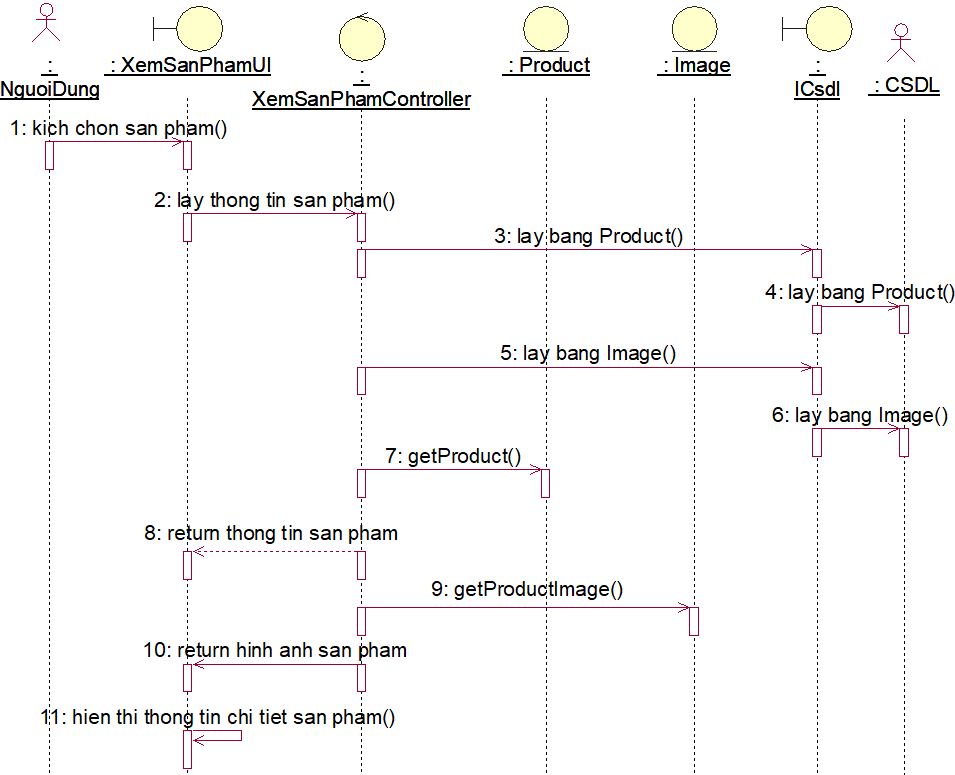 :
NguoiDung
: XemSanPhamUI
:
XemSanPhamController
: Product
: Image
:
ICsdl
: CSDL
1: kich chon san pham()
2: lay thong tin san pham()
3: lay bang Product()
4: lay bang Product()
5: lay bang Image()
6: lay bang Image()
7: getProduct()
8: return thong tin san pham
9: getProductImage()
10: return hinh anh san pham
11: hien thi thong tin chi tiet san pham()